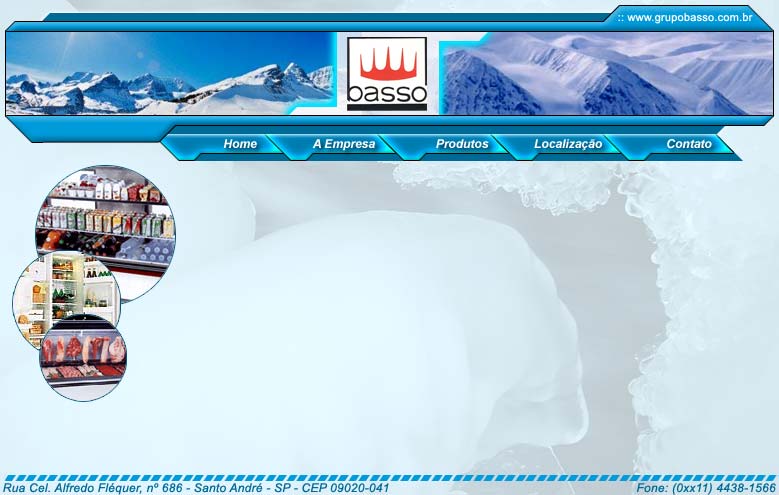 :: www.grupobasso.com.br
basso
Home A Empresa Produtos Localização Contato
Rua Cel. Alfredo Fléquer, nº 686 - Santo André - SP - CEP 09020-041 Fone: (0xx11) 4438-1566